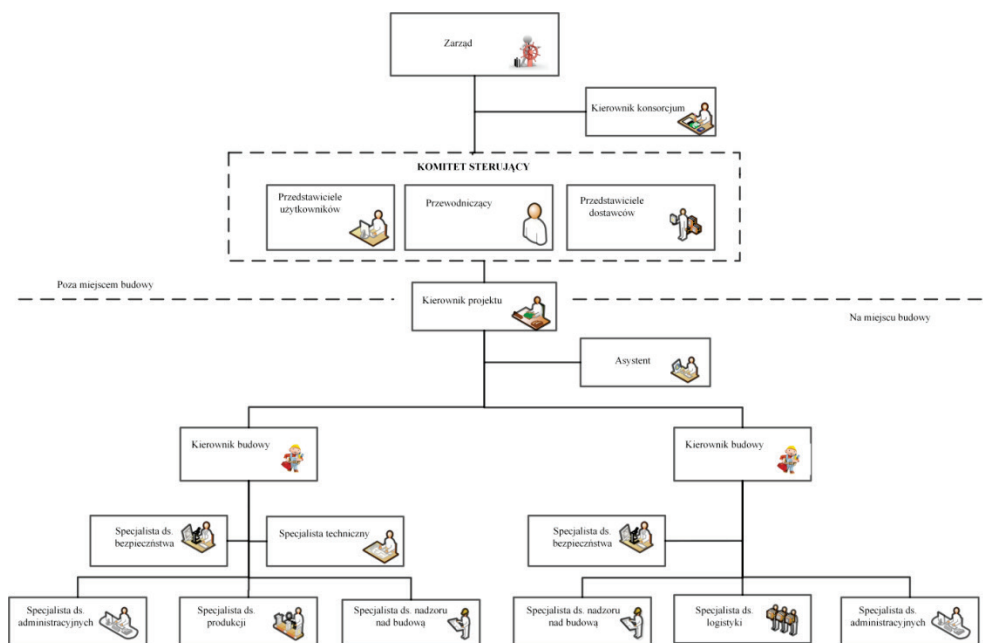 Zarząd
Kierownik konsorcjum
KOMITET STERUJĄCY
Przedstawiciele
użytkowników
Przewodniczący
Przedstawiciele
dostawców
Poza miejscem budowy
Kierownik projektu
Na miejscu budowy
Asystent
Kierownik budowy
Kierownik budowy
Specjalista ds.
bezpieczeństwa
Specjalista techniczny
Specjalista ds.
bezpieczeństwa
Specjalista ds.
administracyjnych
Specjalista ds.
produkcji
Specjalista ds. nadzoru
nad budową
Specjalista ds. nadzoru
nad budową
Specjalista ds.
logistyki
Specjalista ds.
administracyjnych